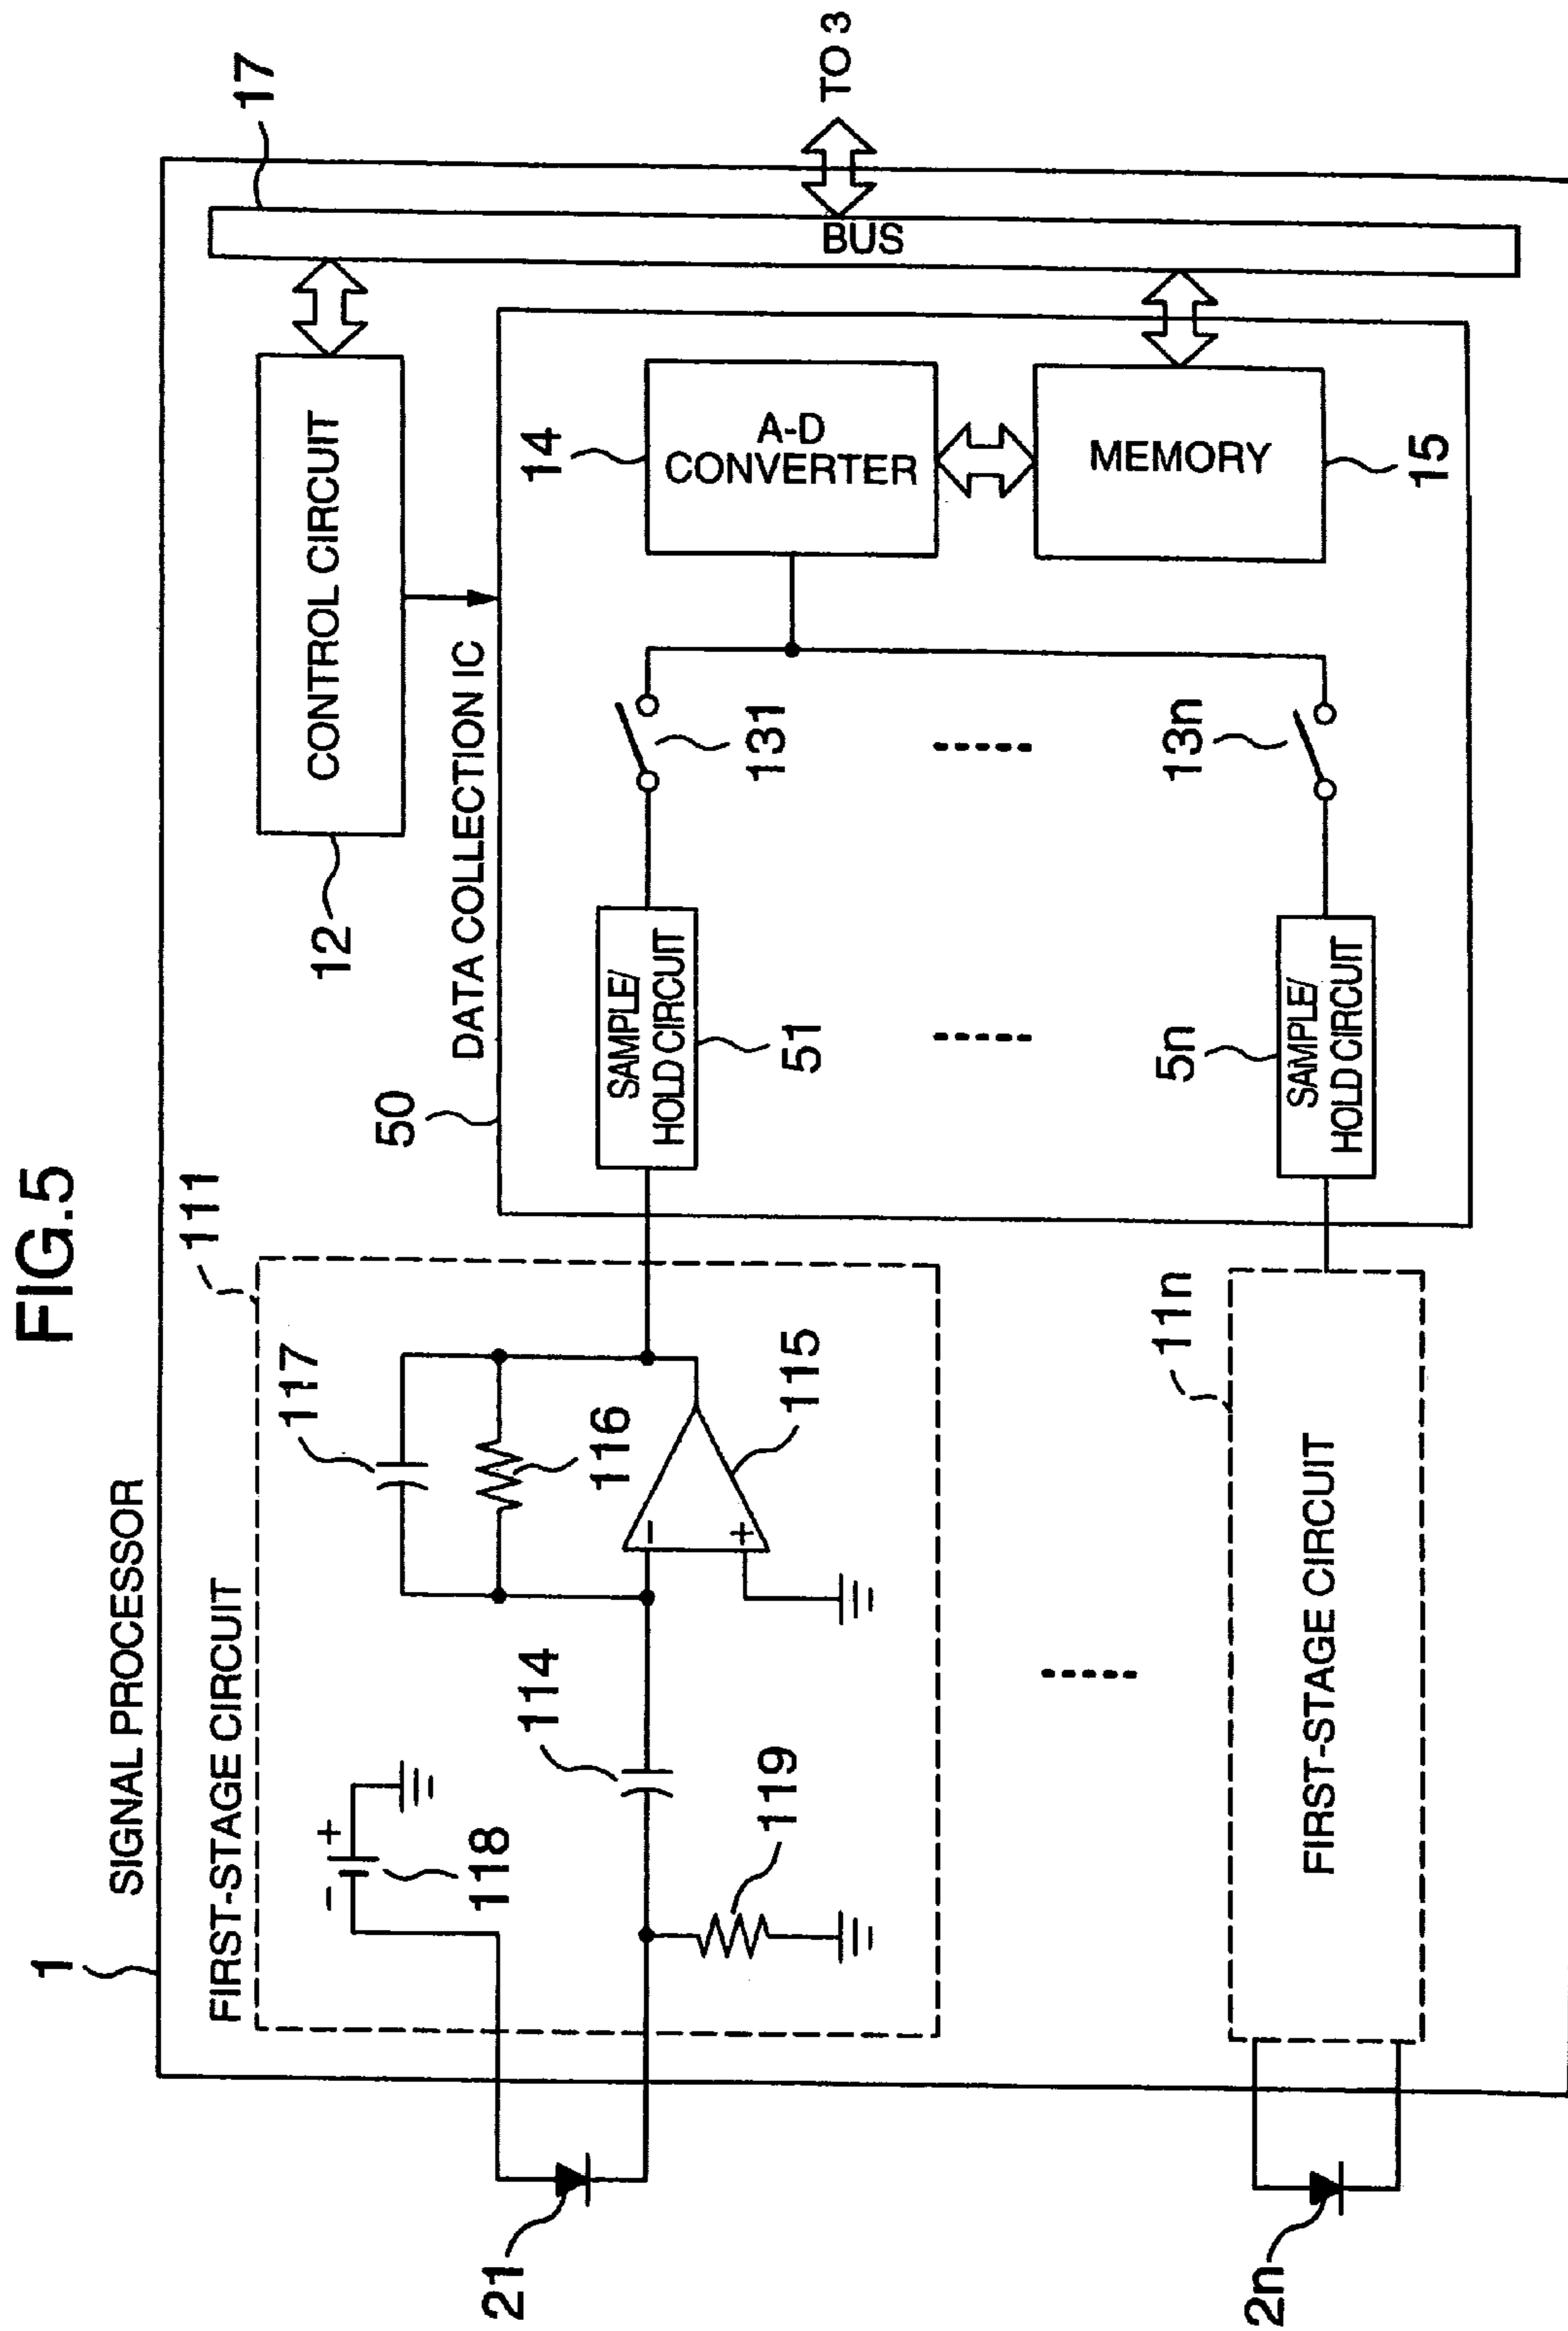 FIG.5
1
SIGNAL PROCESSOR
17
FIRST-STAGE CIRCUIT
111
12
CONTROL CIRCUIT
50
DATA COLLECTION IC
−
+
118
117
116
114
−
+
115
119
21
SAMPLE/
HOLD CIRCUIT
51
131
14
A-D
CONVERTER
BUS
TO 3
MEMORY
15
2n
11n
FIRST-STAGE CIRCUIT
5n
SAMPLE/
HOLD CIRCUIT
13n